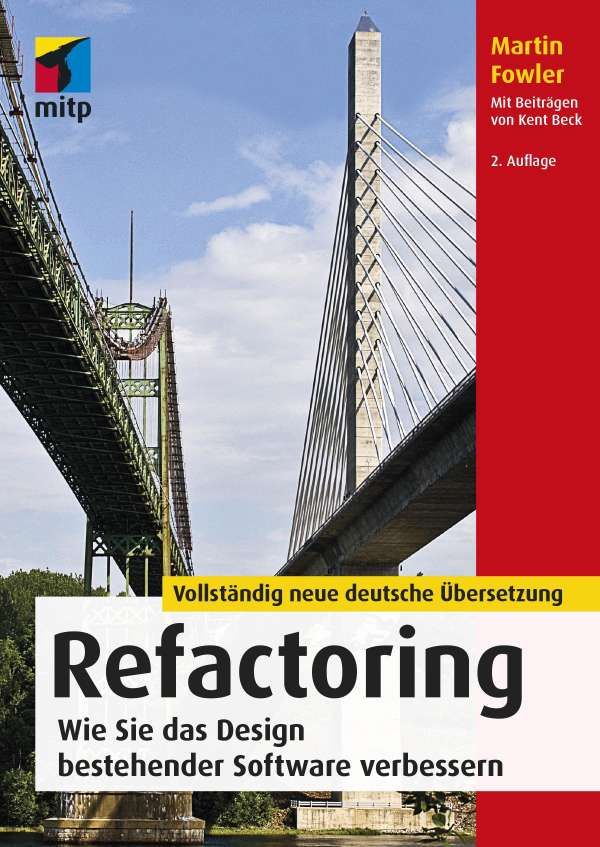 mitp
Martin
Fowler
Mit Beiträgen
von Kent Beck
2. Auflage
Vollständig neue deutsche Übersetzung
Refactoring
Wie Sie das Design
bestehender Software verbessern